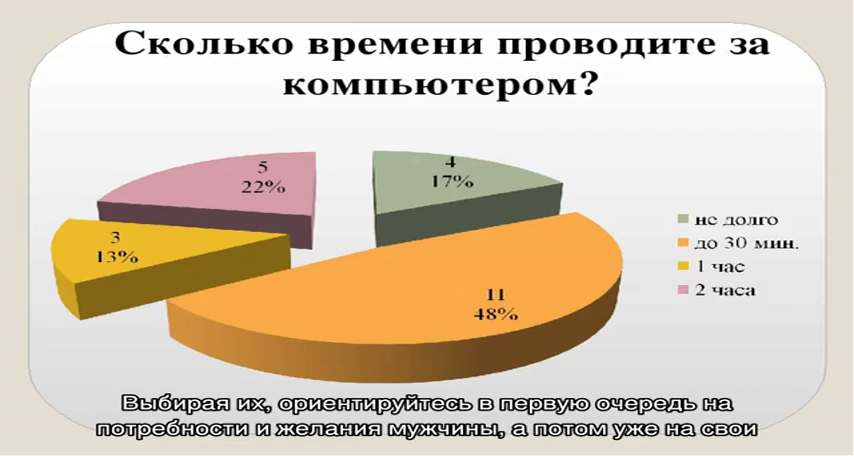 Сколько времени проводите за
компьютером?
5
22%
4
17%
3
13%
11
48%
не долго
до 30 мин.
1 час
2 часа
Выбирая их, ориентируйтесь в первую очередь на
потребности и желания мужчины, а потом уже на свои